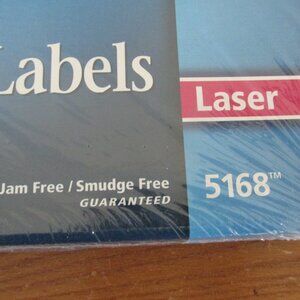 Labels
Laser
Jam Free / Smudge Free
GUARANTEED
5168™